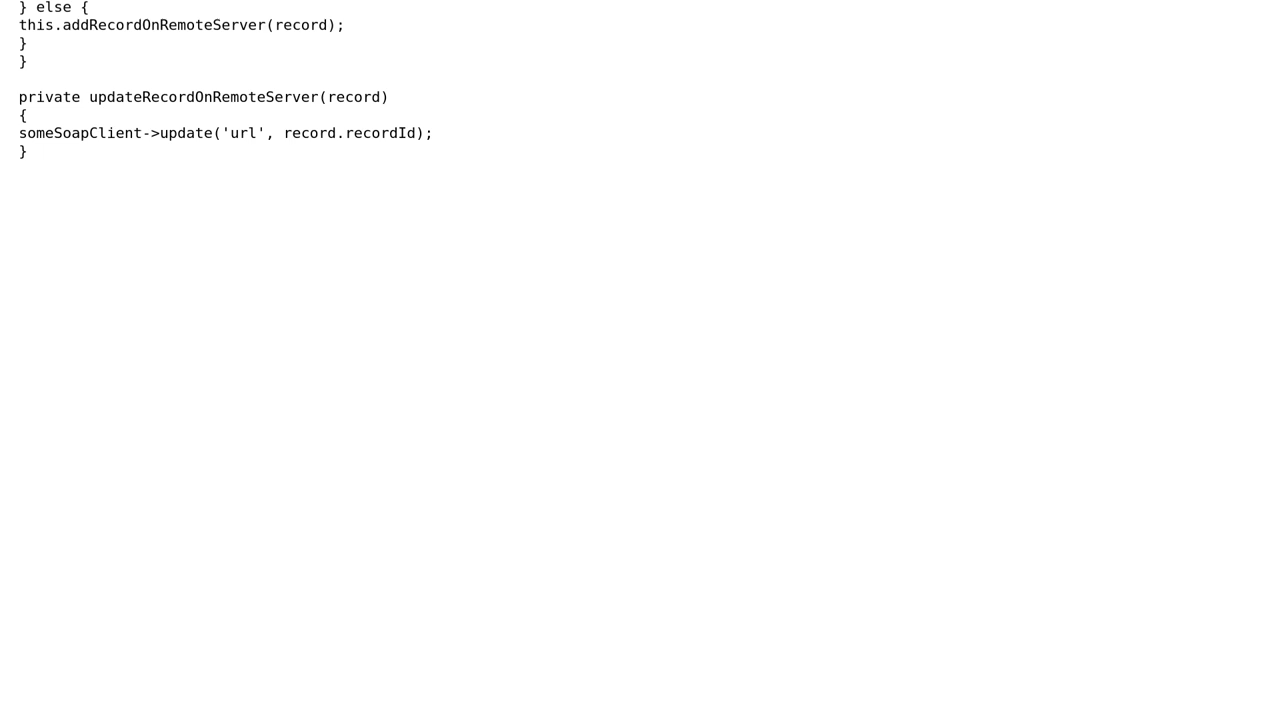 } else {
this.addRecordOnRemoteServer(record);
}
}
private updateRecordOnRemoteServer(record)
{
someSoapClient->update('url', record.recordId);
}